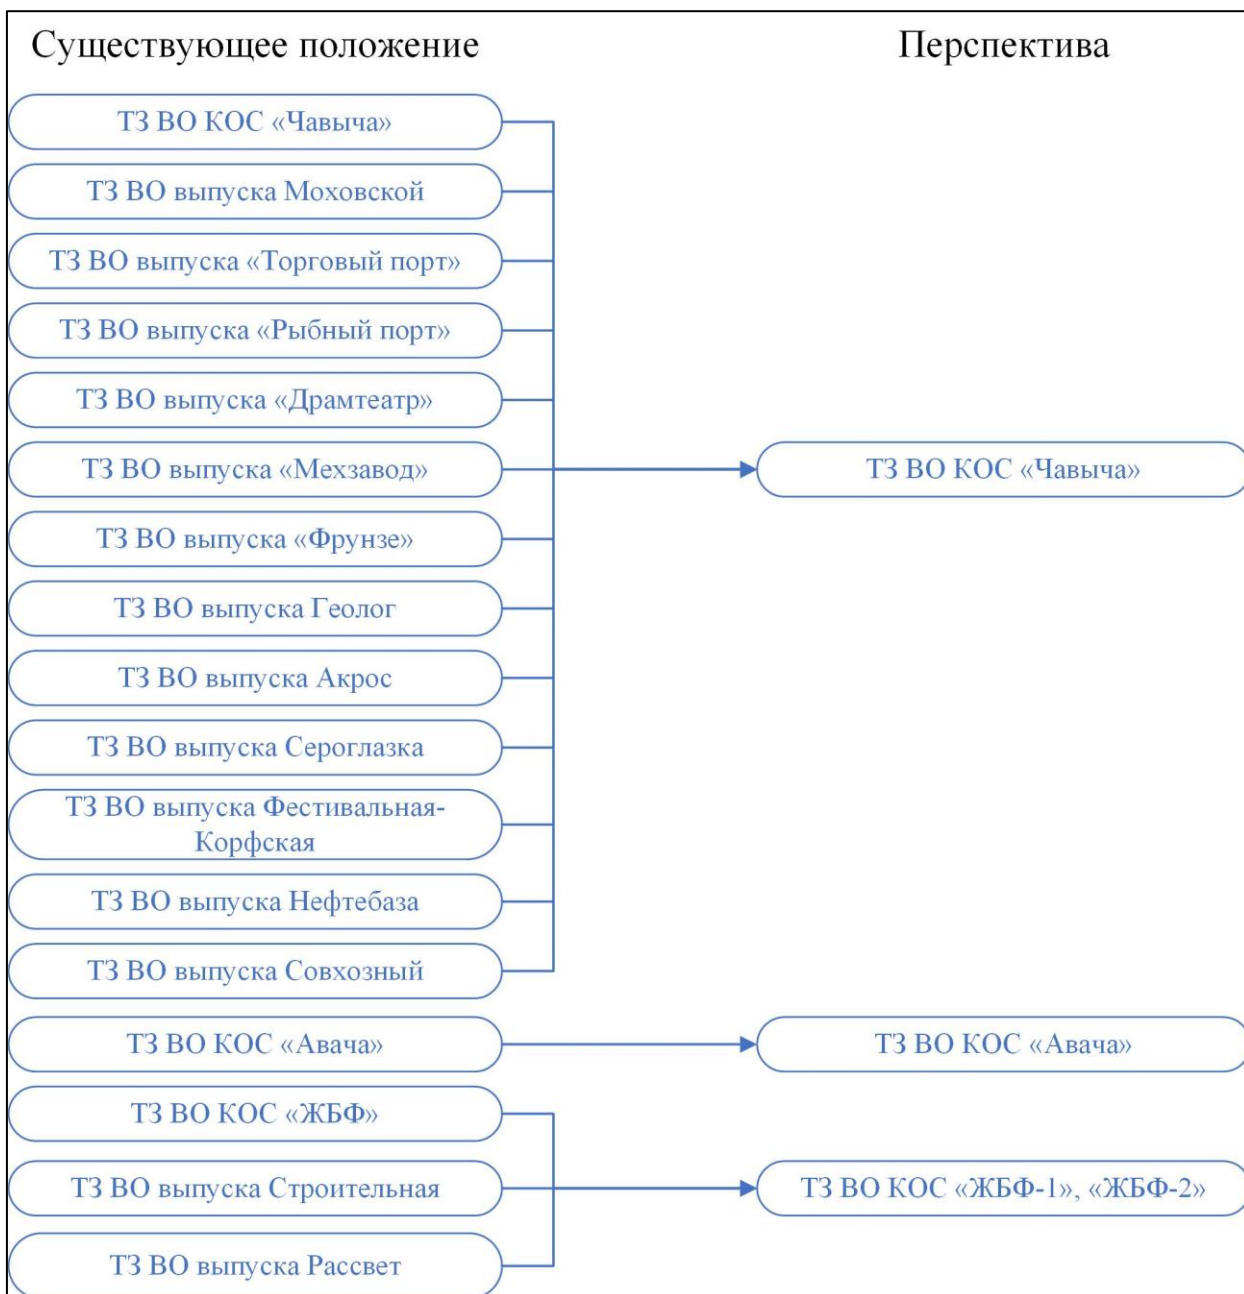 Существующее положение
Перспектива
ТЗ ВО КОС «Чавыча»
ТЗ ВО выпуска Моховской
ТЗ ВО выпуска «Торговый порт»
ТЗ ВО выпуска «Рыбный порт»
ТЗ ВО выпуска «Драмтеатр»
ТЗ ВО выпуска «Мехзавод»
ТЗ ВО КОС «Чавыча»
ТЗ ВО выпуска «Фрунзе»
ТЗ ВО выпуска Геолог
ТЗ ВО выпуска Акрос
ТЗ ВО выпуска Сероглазка
ТЗ ВО выпуска Фестивальная-
Корфская
ТЗ ВО выпуска Нефтебаза
ТЗ ВО выпуска Совхозный
ТЗ ВО КОС «Авача»
ТЗ ВО КОС «Авача»
ТЗ ВО КОС «ЖБФ»
ТЗ ВО выпуска Строительная
ТЗ ВО КОС «ЖБФ-1», «ЖБФ-2»
ТЗ ВО выпуска Рассвет